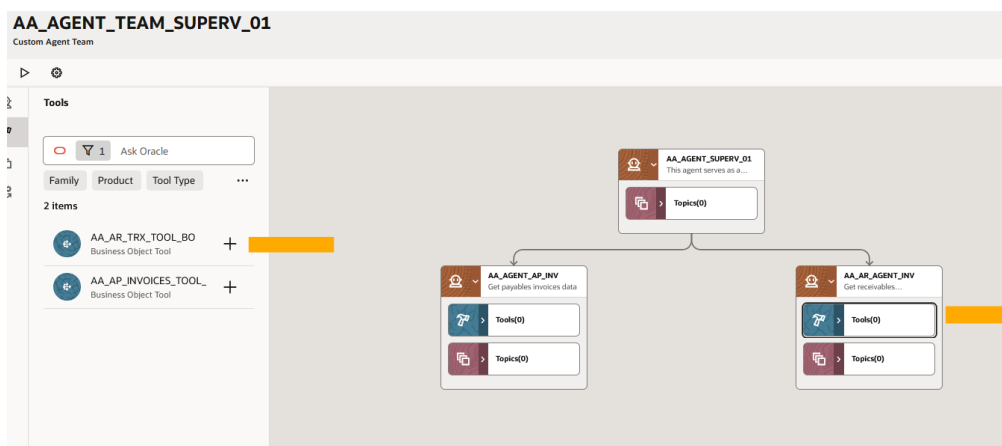 AA_AGENT_TEAM_SUPERV_01
Custom Agent Team
Tools
1 Ask Oracle
Family Product Tool Type ...
2 items
AA_AR_TRX_TOOL_BO
Business Object Tool
AA_AP_INVOICES_TOOL_
Business Object Tool
AA_AGENT_SUPERV_01
This agent serves as a...
Topics(0)
AA_AGENT_AP_INV
Get payables invoices data
Tools(0)
Topics(0)
AA_AR_AGENT_INV
Get receivables...
Tools(0)
Topics(0)